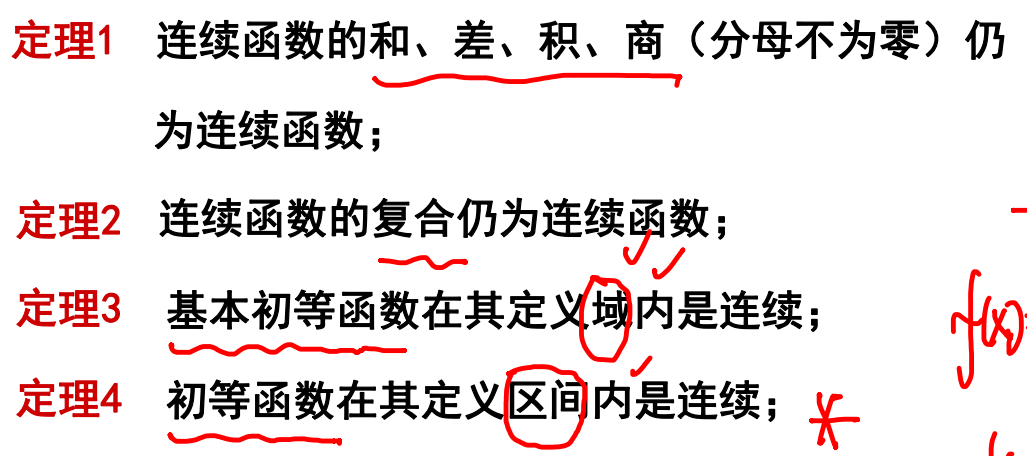 定理1 连续函数的和、差、积、商（分母不为零）仍
为连续函数；
定理2 连续函数的复合仍为连续函数；
定理3 基本初等函数在其定义域内是连续；
f(x)
定理4 初等函数在其定义区间内是连续；